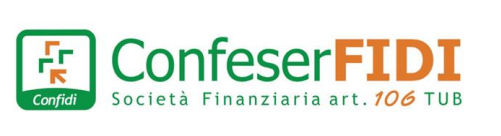 ConfeserFIDI
Confidi
Società Finanziaria art. 106 TUB